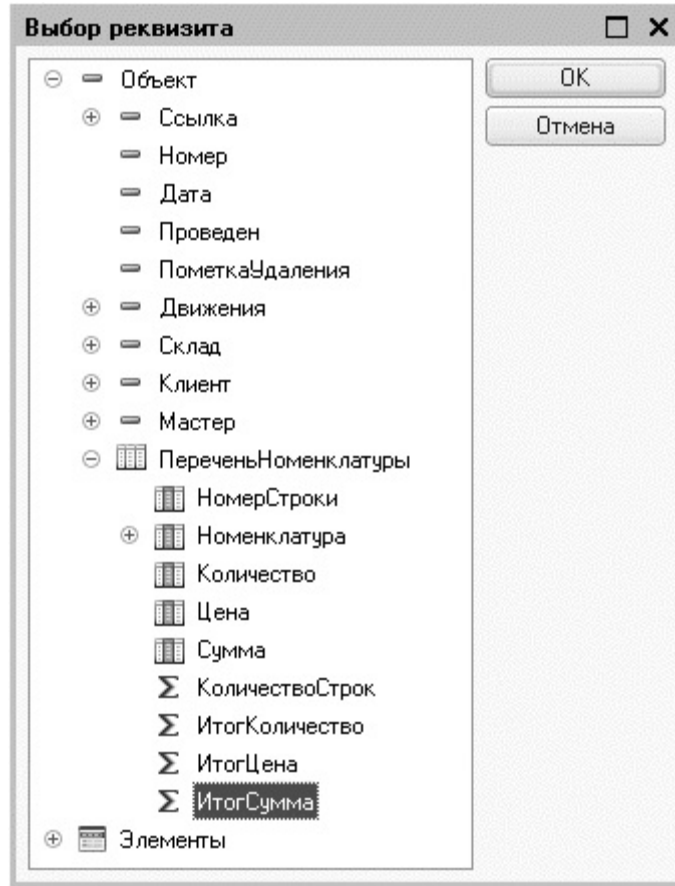 Выбор реквизита
Объект
Ссылка
Номер
Дата
Проведен
ПометкаУдаления
Движения
Склад
Клиент
Мастер
ПереченьНоменклатуры
НомерСтроки
Номенклатура
Количество
Цена
Сумма
КоличествоСтрок
ИтогКоличество
ИтогЦена
ИтогСумма
Элементы
OK
Отмена